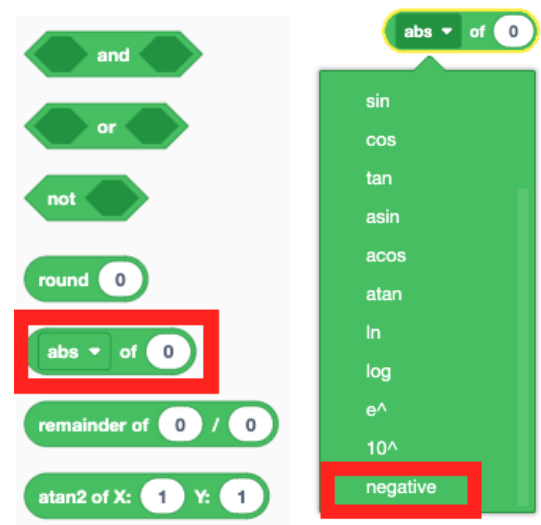 and
or
not
round 0
abs of 0
remainder of 0 / 0
atan2 of X: 1 Y: 1
abs of 0
sin
cos
tan
asin
acos
atan
ln
log
e^
10^
negative